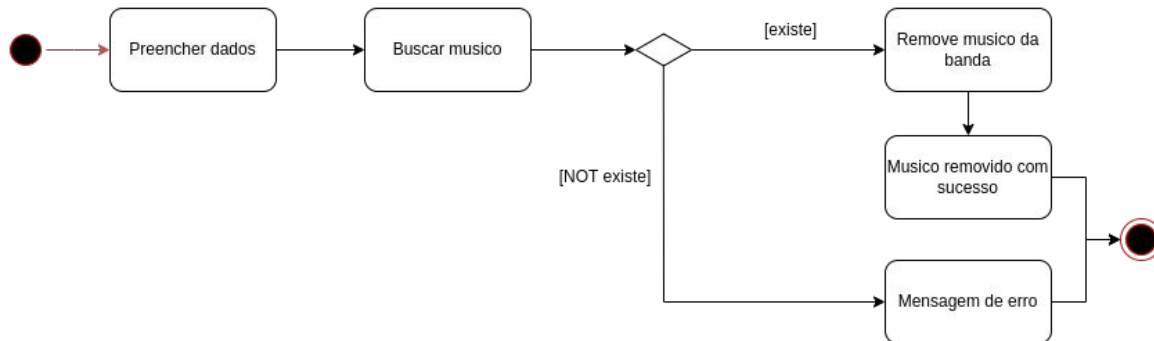 Preencher dados
Buscar musico
[existe]
Remove musico da
banda
[NOT existe]
Musico removido com
sucesso
Mensagem de erro